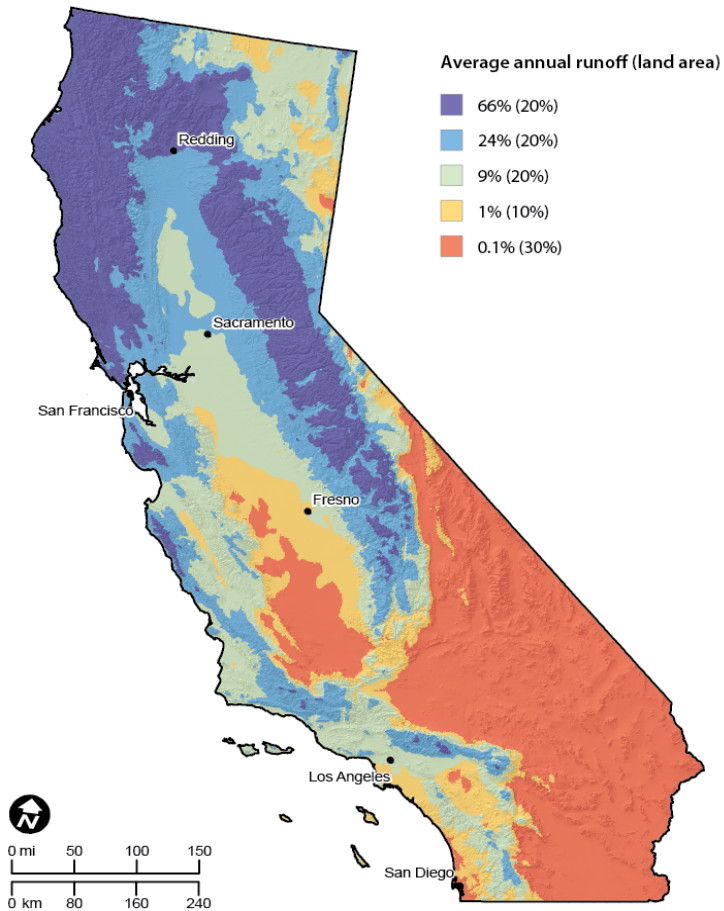 Average annual runoff (land area)
66% (20%)
24% (20%)
9% (20%)
1% (10%)
0.1% (30%)
Redding
Sacramento
San Francisco
Fresno
Los Angeles
San Diego
N
0 mi 50 100 150
0 km 80 160 240